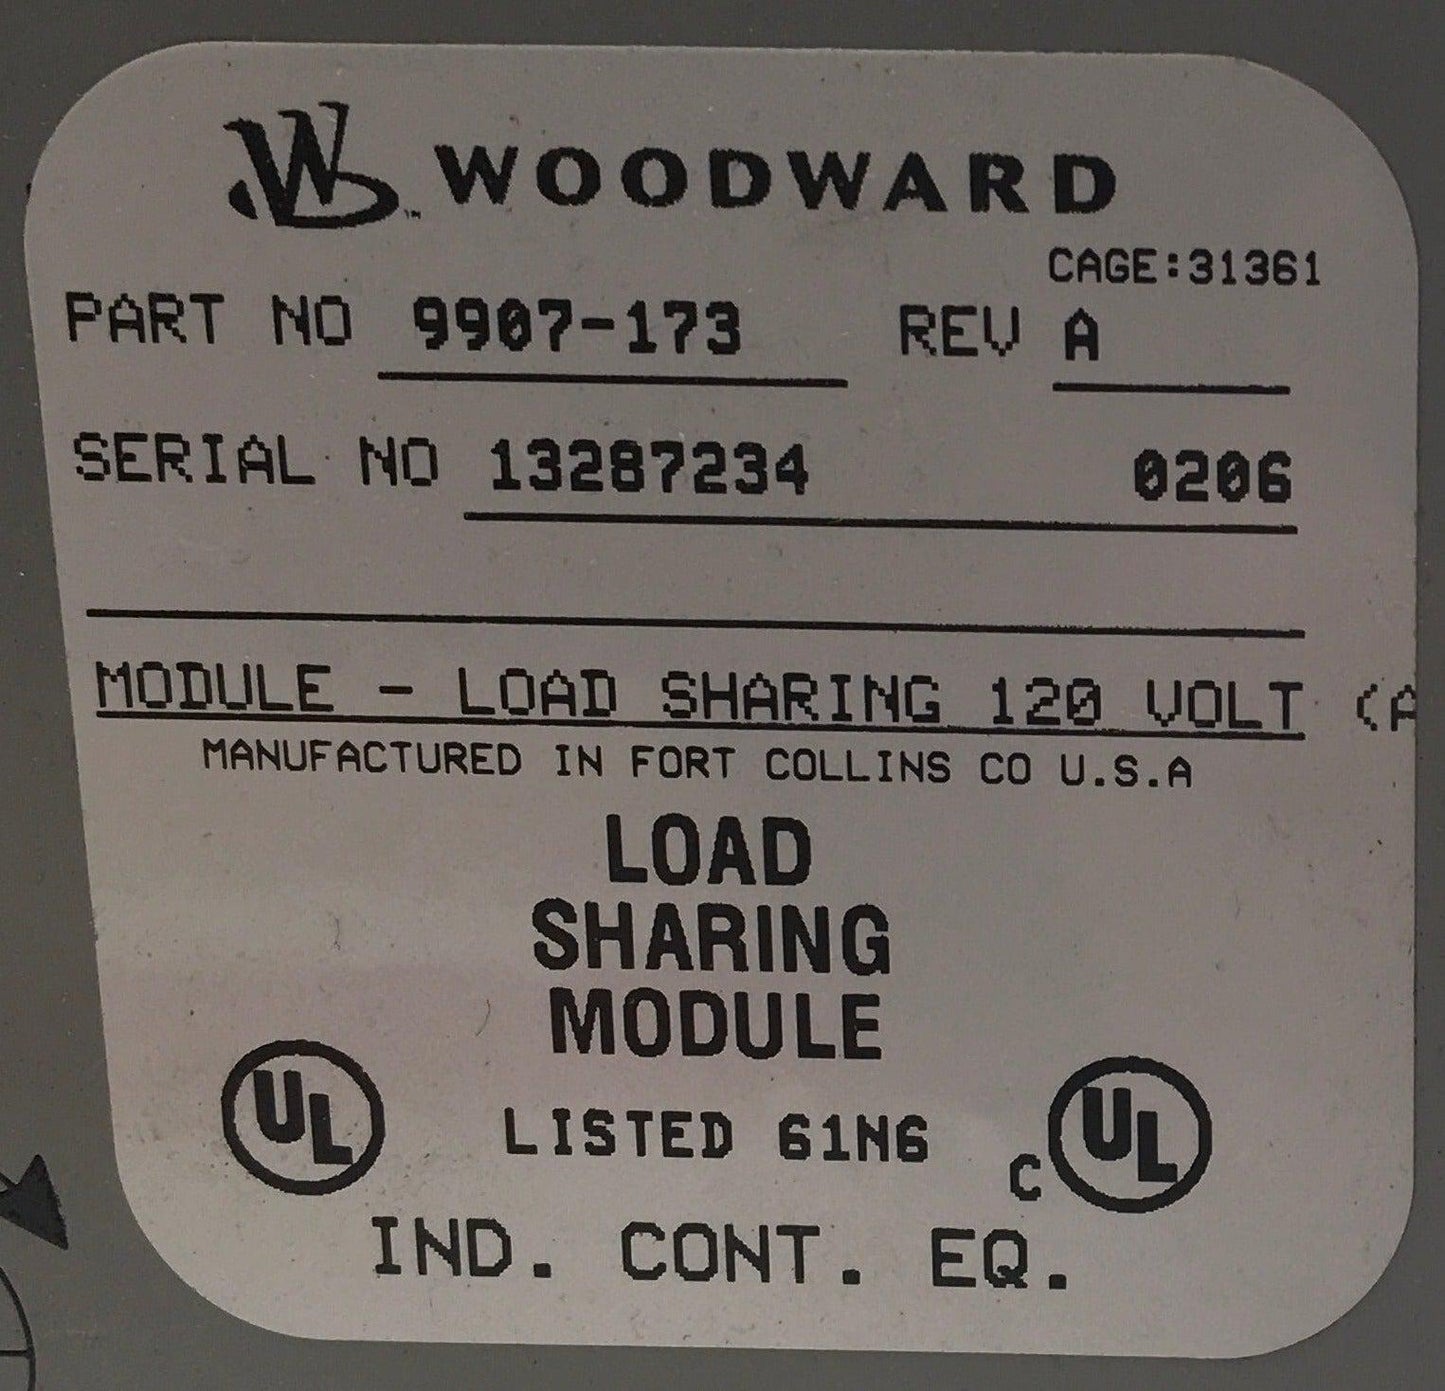 WOODWARD
CAGE:31361
PART NO 9907-173 REV A
SERIAL NO 13287234 0206
MODULE - LOAD SHARING 120 VOLT (A
MANUFACTURED IN FORT COLLINS CO U.S.A
LOAD
SHARING
MODULE
UL LISTED 61N6 C UL
IND. CONT. EQ.